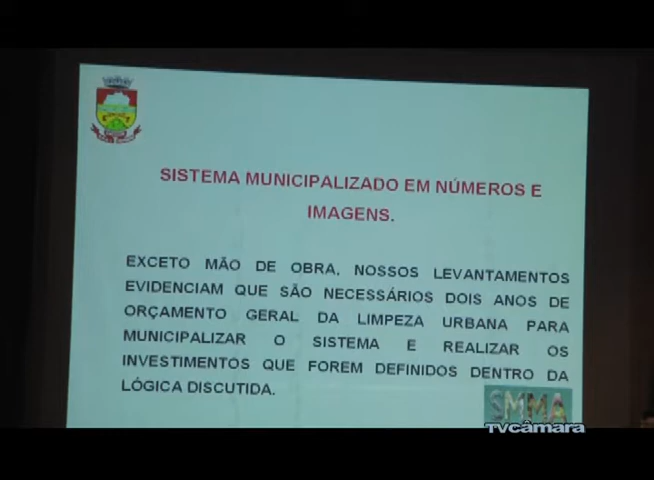 SISTEMA MUNICIPALIZADO EM NÚMEROS E
IMAGENS.
EXCETO MÃO DE OBRA, NOSSOS LEVANTAMENTOS
EVIDENCIAM QUE SÃO NECESSÁRIOS DOIS ANOS DE
ORÇAMENTO GERAL DA LIMPEZA URBANA PARA
MUNICIPALIZAR O SISTEMA E REALIZAR OS
INVESTIMENTOS QUE FOREM DEFINIDOS DENTRO DA
LÓGICA DISCUTIDA.
SMMA
TVCâmara